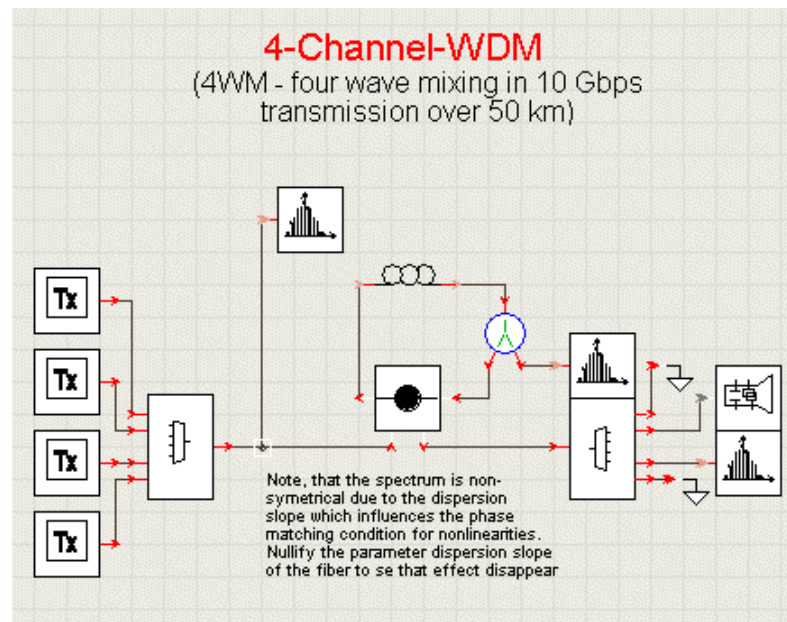 4-Channel-WDM
(4WM - four wave mixing in 10 Gbps
transmission over 50 km)
Tx
Tx
Tx
Tx
Note, that the spectrum is non-
symetrical due to the dispersion
slope which influences the phase
matching condition for nonlinearities.
Nullify the parameter dispersion slope
of the fiber to se that effect disappear